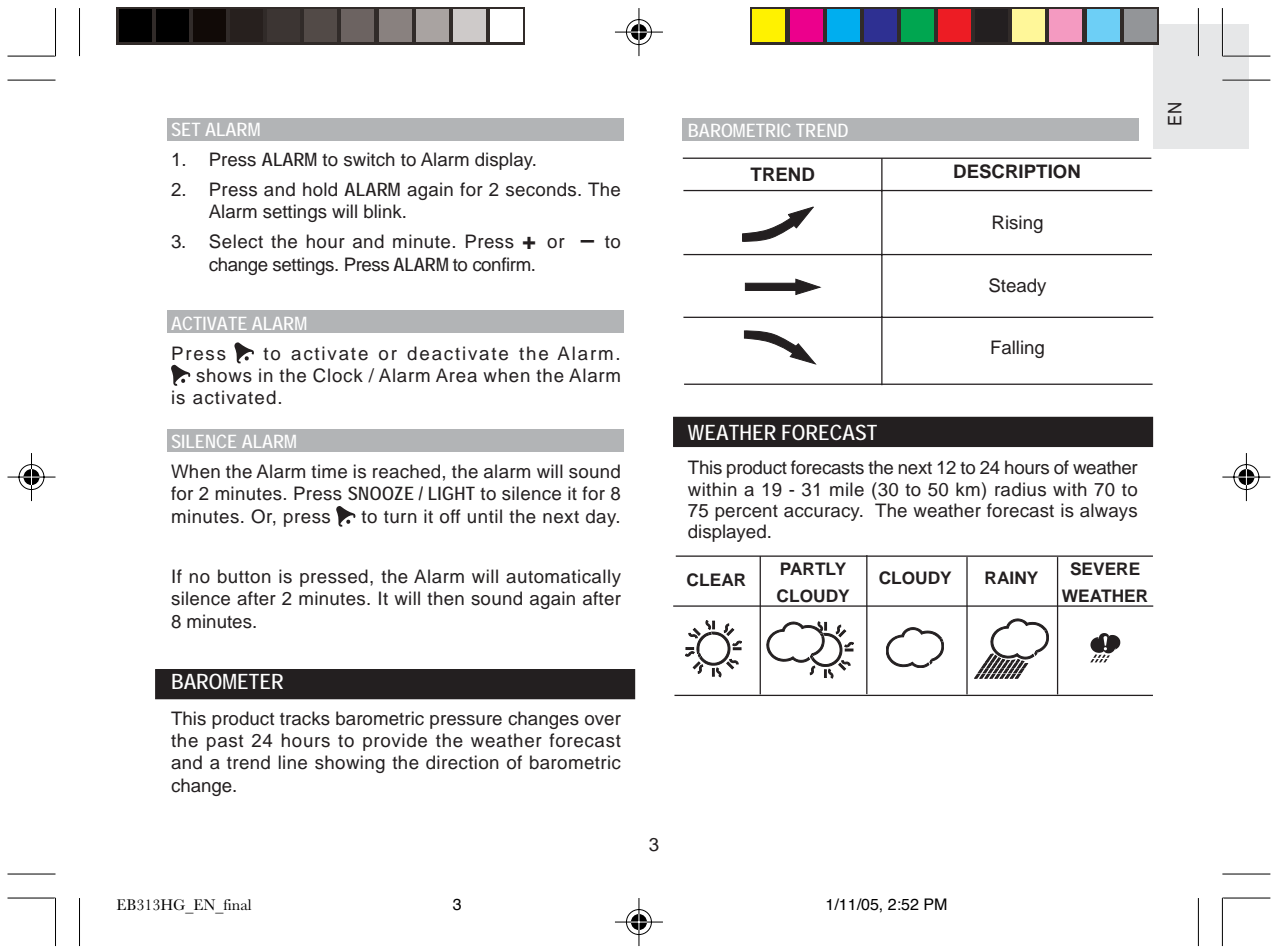 EN
SET ALARM
1. Press ALARM to switch to Alarm display.
2. Press and hold ALARM again for 2 seconds. The
Alarm settings will blink.
3. Select the hour and minute. Press + or − to
change settings. Press ALARM to confirm.
ACTIVATE ALARM
Press to activate or deactivate the Alarm.
shows in the Clock / Alarm Area when the Alarm
is activated.
SILENCE ALARM
When the Alarm time is reached, the alarm will sound
for 2 minutes. Press SNOOZE / LIGHT to silence it for 8
minutes. Or, press to turn it off until the next day.
If no button is pressed, the Alarm will automatically
silence after 2 minutes. It will then sound again after
8 minutes.
BAROMETER
This product tracks barometric pressure changes over
the past 24 hours to provide the weather forecast
and a trend line showing the direction of barometric
change.
BAROMETRIC TREND
TREND DESCRIPTION
Rising
Steady
Falling
WEATHER FORECAST
This product forecasts the next 12 to 24 hours of weather
within a 19 - 31 mile (30 to 50 km) radius with 70 to
75 percent accuracy. The weather forecast is always
displayed.
CLEAR PARTLY CLOUDY CLOUDY RAINY SEVERE WEATHER
3
EB313HG_EN_final 3 1/11/05, 2:52 PM